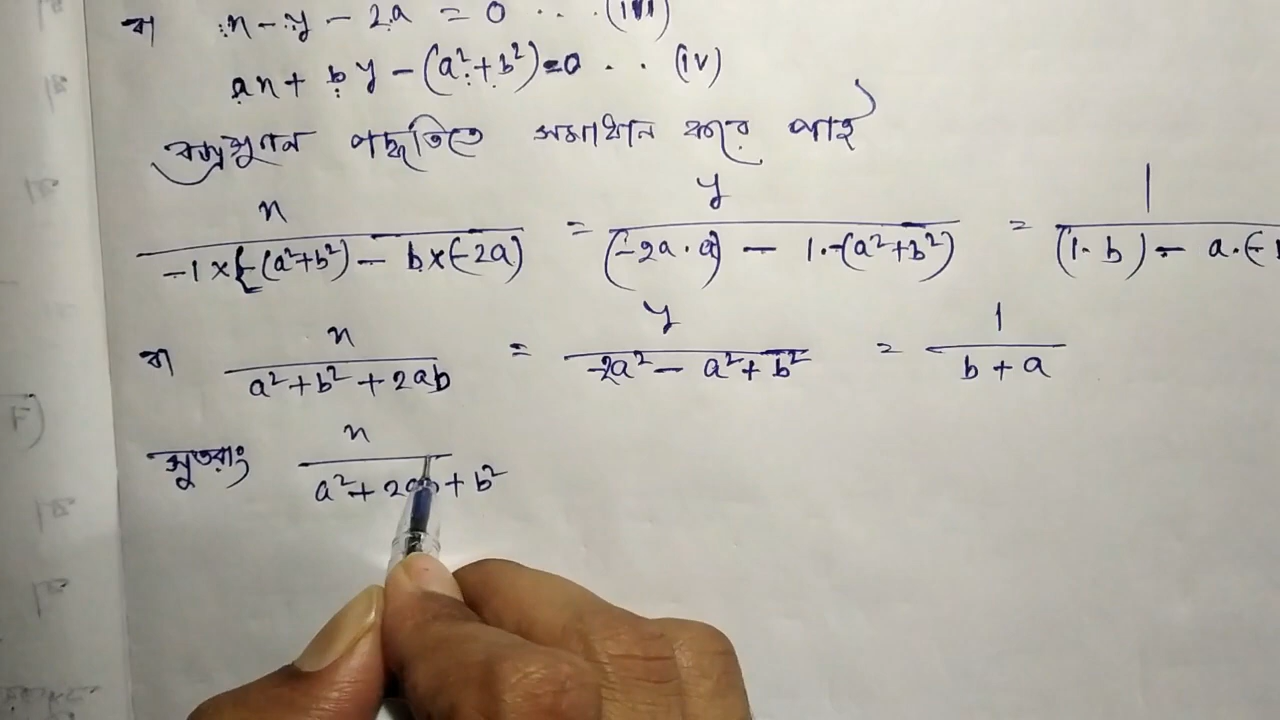 বা x - y - 2a = 0 ... (iii)
ax + by - (a² + b²) = 0 ... (iv)
বজ্রগুণন পদ্ধতিতে সমাধান করে পাই
x / -1×{-(a²+b²) - b×(-2a) = y / (-2a·a) - 1·-(a²+b²) = 1 / (1·b) - a·(-1
বা x / a²+b²+2ab = y / -2a² - a²+b² = 1 / b+a
সুতরাং x / a²+2ab+b²